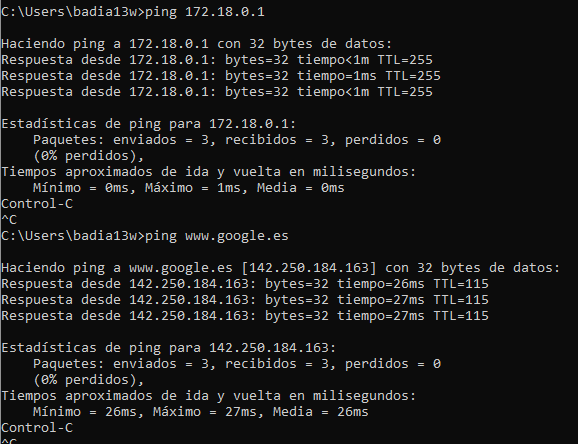 C:\Users\badia13w>ping 172.18.0.1
Haciendo ping a 172.18.0.1 con 32 bytes de datos:
Respuesta desde 172.18.0.1: bytes=32 tiempo<1m TTL=255
Respuesta desde 172.18.0.1: bytes=32 tiempo=1ms TTL=255
Respuesta desde 172.18.0.1: bytes=32 tiempo<1m TTL=255
Estadísticas de ping para 172.18.0.1:
Paquetes: enviados = 3, recibidos = 3, perdidos = 0
(0% perdidos),
Tiempos aproximados de ida y vuelta en milisegundos:
Mínimo = 0ms, Máximo = 1ms, Media = 0ms
Control-C
^C
C:\Users\badia13w>ping www.google.es
Haciendo ping a www.google.es [142.250.184.163] con 32 bytes de datos:
Respuesta desde 142.250.184.163: bytes=32 tiempo=26ms TTL=115
Respuesta desde 142.250.184.163: bytes=32 tiempo=27ms TTL=115
Respuesta desde 142.250.184.163: bytes=32 tiempo=27ms TTL=115
Estadísticas de ping para 142.250.184.163:
Paquetes: enviados = 3, recibidos = 3, perdidos = 0
(0% perdidos),
Tiempos aproximados de ida y vuelta en milisegundos:
Mínimo = 26ms, Máximo = 27ms, Media = 26ms
Control-C
^C